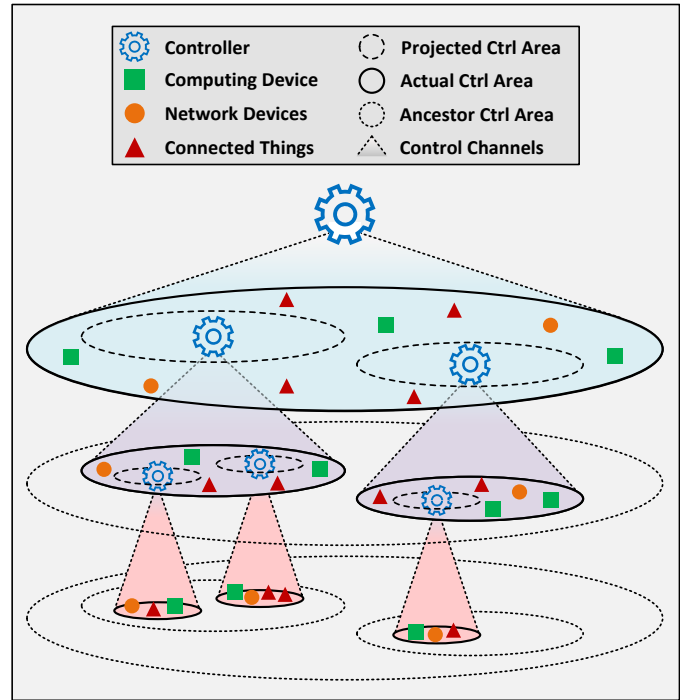 Controller
Projected Ctrl Area
Computing Device
Actual Ctrl Area
Network Devices
Ancestor Ctrl Area
Connected Things
Control Channels